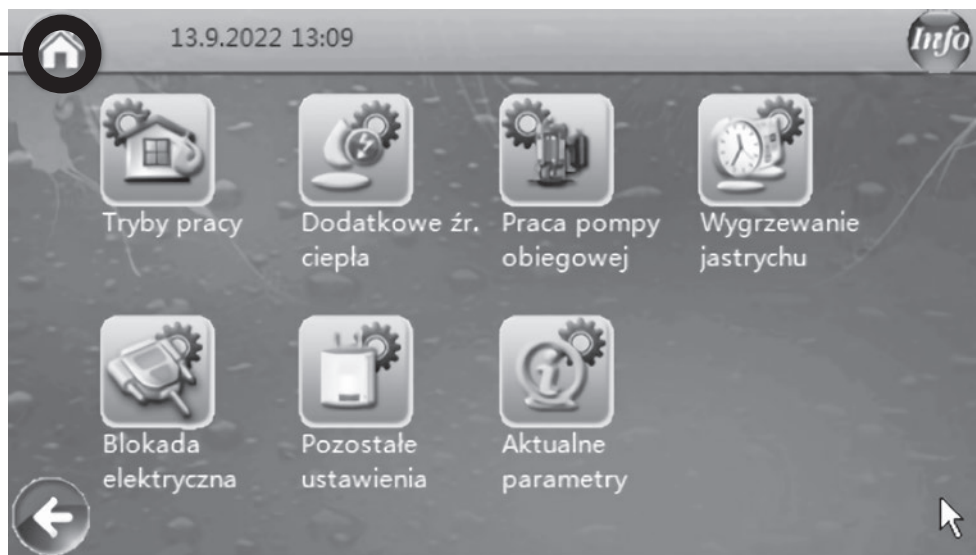 13.9.2022 13:09
Info
Tryby pracy
Dodatkowe źr.
ciepła
Praca pompy
obiegowej
Wygrzewanie
jastrychu
Blokada
elektryczna
Pozostałe
ustawienia
Aktualne
parametry